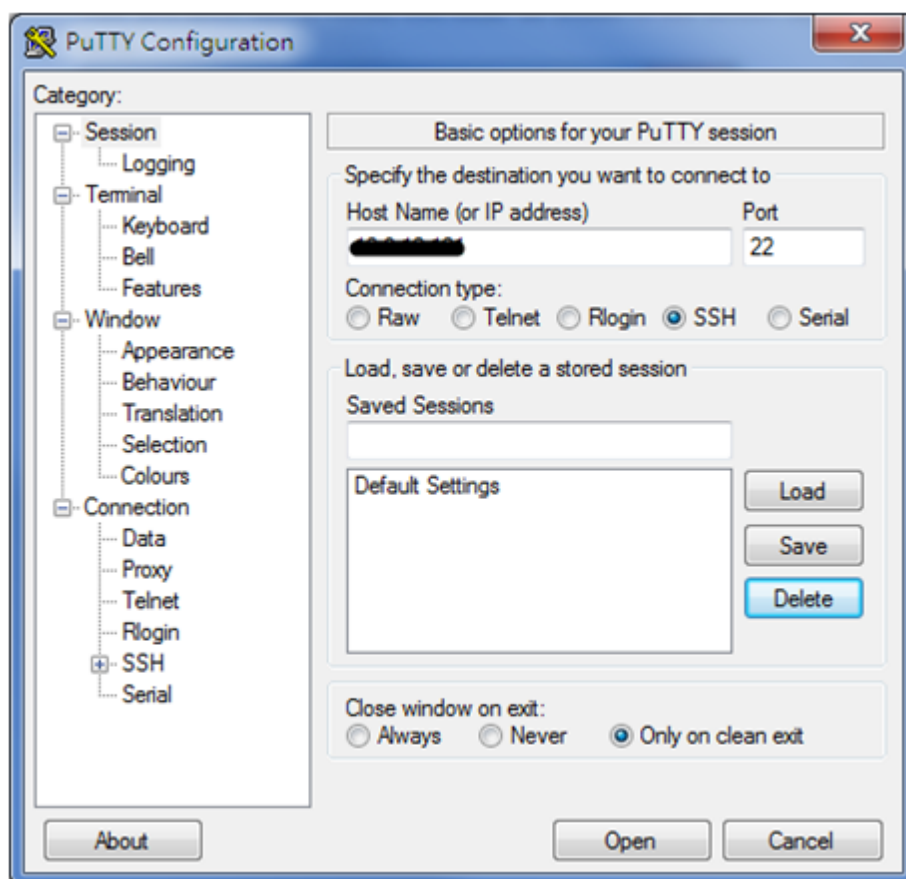 PuTTY Configuration
Category:
Session
Logging
Terminal
Keyboard
Bell
Features
Window
Appearance
Behaviour
Translation
Selection
Colours
Connection
Data
Proxy
Telnet
Rlogin
SSH
Serial
Basic options for your PuTTY session
Specify the destination you want to connect to
Host Name (or IP address) Port
22
Connection type:
Raw Telnet Rlogin SSH Serial
Load, save or delete a stored session
Saved Sessions
Default Settings
Load
Save
Delete
Close window on exit:
Always Never Only on clean exit
About Open Cancel